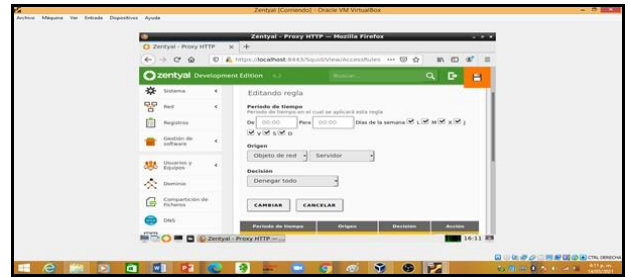 Zentyal [Corriendo] - Oracle VM VirtualBox
Archivo Máquina Ver Entrada Dispositivos Ayuda
Zentyal - Proxy HTTP — Mozilla Firefox
Zentyal - Proxy HTTP × +
https://localhost:8443/Squid/View/AccessRules
zentyal Development Edition
Buscar...
Sistema
Red
Registros
Gestión de software
Usuarios y Equipos
Dominio
Compartición de Ficheros
DNS
Editando regla
Periodo de tiempo
Periodo de tiempo en el cual se aplicará esta regla
De 00:00 Para 00:00 Días de la semana L M X J
V S D
Origen
Objeto de red Servidor
Decisión
Denegar todo
CAMBIAR CANCELAR
Periodo de tiempo Origen Decisión Acción
Zentyal - Proxy HTTP —...
16:11
CTRL DERECHA